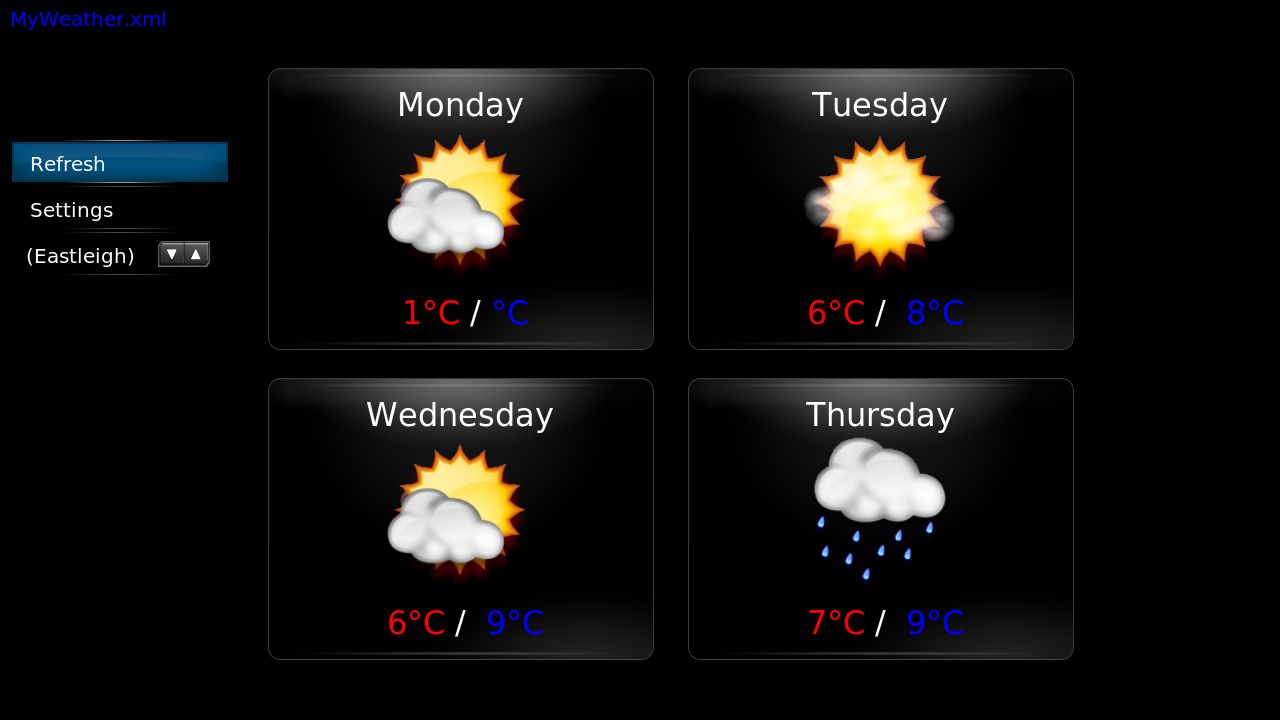 MyWeather.xml
Refresh
Settings
(Eastleigh)
Monday
1°C / °C
Tuesday
6°C / 8°C
Wednesday
6°C / 9°C
Thursday
7°C / 9°C